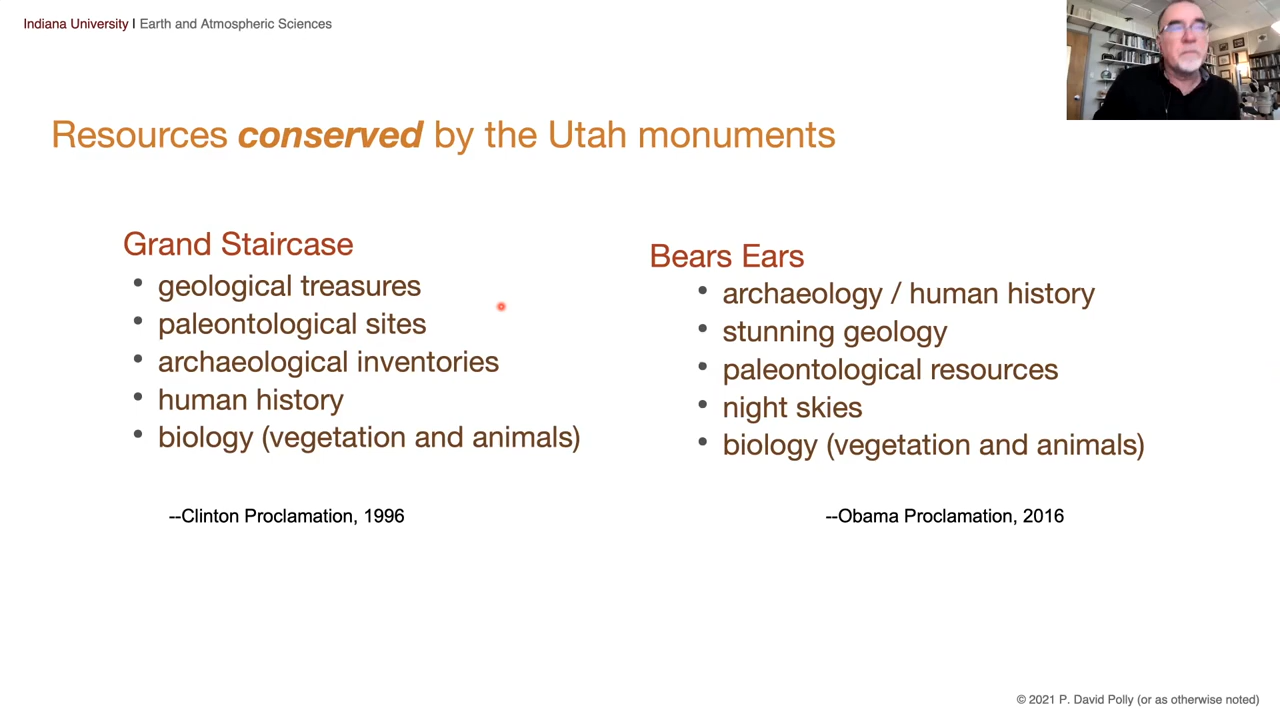 Indiana University | Earth and Atmospheric Sciences
Resources conserved by the Utah monuments
Grand Staircase
• geological treasures
• paleontological sites
• archaeological inventories
• human history
• biology (vegetation and animals)
--Clinton Proclamation, 1996
Bears Ears
• archaeology / human history
• stunning geology
• paleontological resources
• night skies
• biology (vegetation and animals)
--Obama Proclamation, 2016
© 2021 P. David Polly (or as otherwise noted)